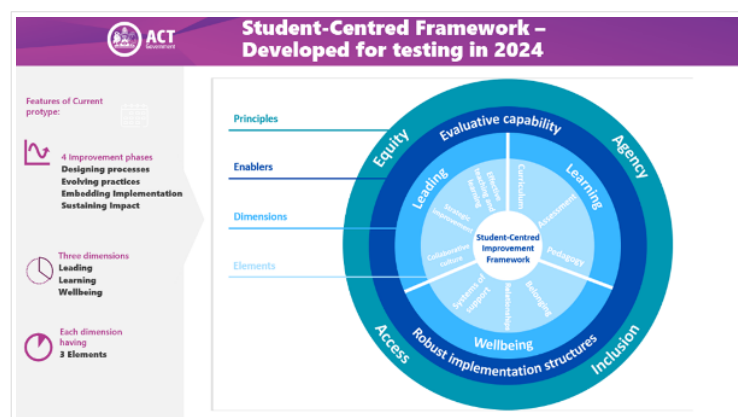 ACT
Government
Student-Centred Framework –
Developed for testing in 2024
Features of Current
protype:
4 Improvement phases
Designing processes
Evolving practices
Embedding Implementation
Sustaining Impact
Three dimensions
Leading
Learning
Wellbeing
Each dimension
having
3 Elements
Principles
Enablers
Dimensions
Elements
Equity
Agency
Access
Inclusion
Evaluative capability
Robust implementation structures
Leading
Learning
Wellbeing
Effective
teaching and
learning
Strategic
improvement
Collaborative
culture
Curriculum
Assessment
Pedagogy
Systems of
support
Relationships
Belonging
Student-Centred
Improvement
Framework